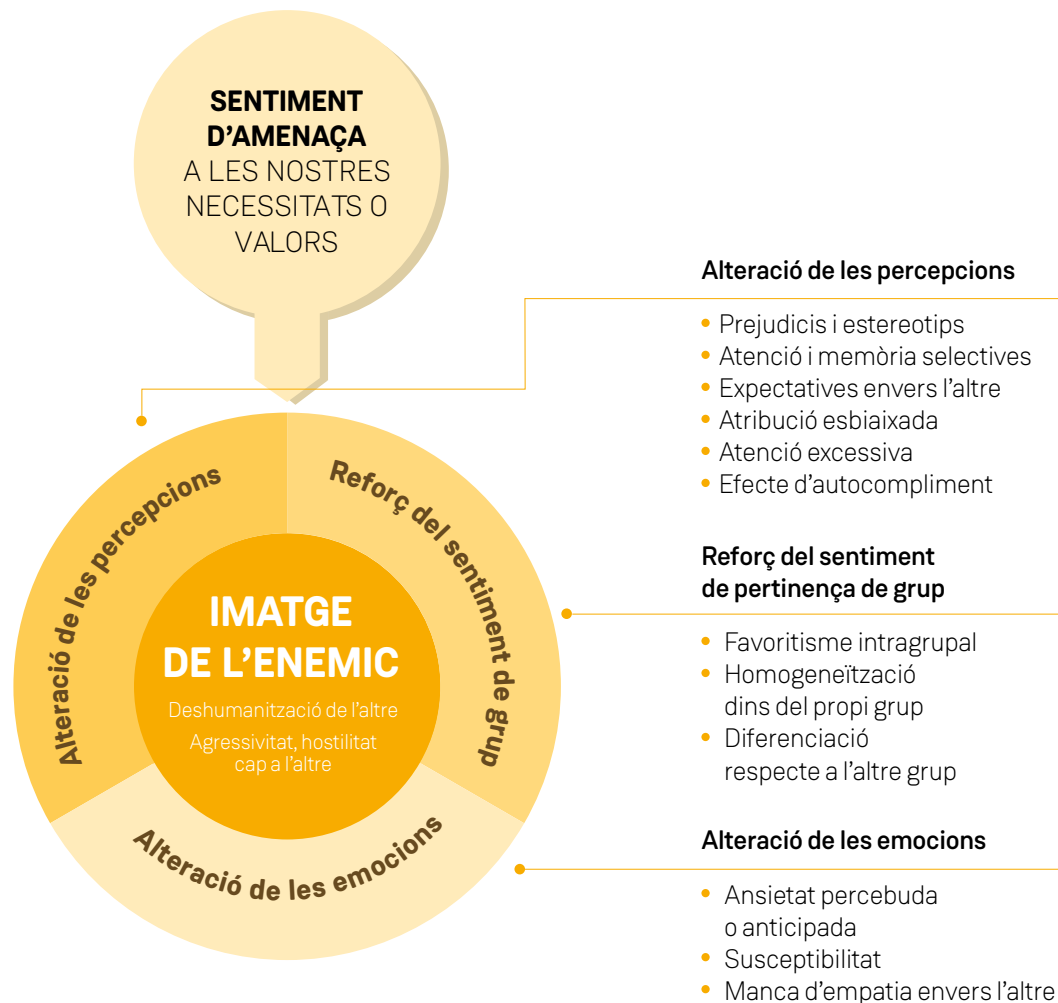 SENTIMENT
D'AMENAÇA
A LES NOSTRES
NECESSITATS O
VALORS
Alteració de les percepcions
Reforç del sentiment de grup
Alteració de les emocions
IMATGE
DE L'ENEMIC
Deshumanització de l'altre
Agressivitat, hostilitat
cap a l'altre
Alteració de les percepcions
• Prejudicis i estereotips
• Atenció i memòria selectives
• Expectatives envers l'altre
• Atribució esbiaixada
• Atenció excessiva
• Efecte d'autocompliment
Reforç del sentiment
de pertinença de grup
• Favoritisme intragrupal
• Homogeneïtzació
dins del propi grup
• Diferenciació
respecte a l'altre grup
Alteració de les emocions
• Ansietat percebuda
o anticipada
• Susceptibilitat
• Manca d'empatia envers l'altre